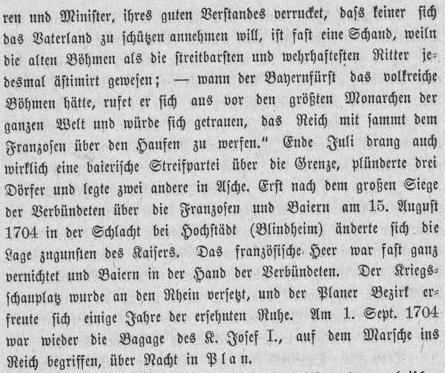 ren und Minister, ihres guten Verstandes verrucket, daſs keiner ſich
das Vaterland zu ſchützen annehmen will, iſt faſt eine Schand, weiln
die alten Böhmen als die ſtreitbarſten und wehrhafteſten Ritter je-
desmal äſtimirt geweſen; — wann der Bayernfürſt das volkreiche
Böhmen hätte, rufet er ſich aus vor den größten Monarchen der
ganzen Welt und würde ſich getrauen, das Reich mit ſammt dem
Franzoſen über den Haufen zu werfen.“ Ende Juli drang auch
wirklich eine baieriſche Streifpartei über die Grenze, plünderte drei
Dörfer und legte zwei andere in Aſche. Erſt nach dem großen Siege
der Verbündeten über die Franzoſen und Baiern am 15. Auguſt
1704 in der Schlacht bei Hochſtädt (Blindheim) änderte ſich die
Lage zugunſten des Kaiſers. Das franzöſiſche Heer war faſt ganz
vernichtet und Baiern in der Hand der Verbündeten. Der Kriegs-
ſchauplatz wurde an den Rhein verſetzt, und der Planer Bezirk er-
freute ſich einige Jahre der erſehnten Ruhe. Am 1. Sept. 1704
war wieder die Bagage des K. Joſef I., auf dem Marſche ins
Reich begriffen, über Nacht in Plan.